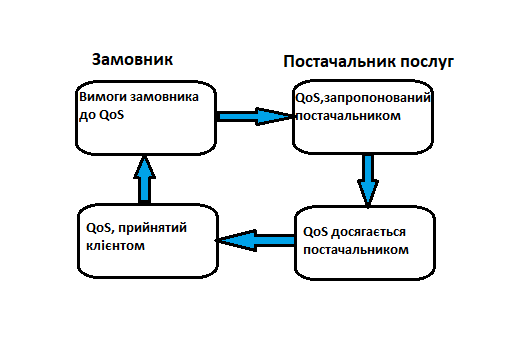 Замовник
Постачальник послуг
Вимоги замовника
до QoS
QoS,запропонований
постачальником
QoS, прийнятий
клієнтом
QoS досягається
постачальником